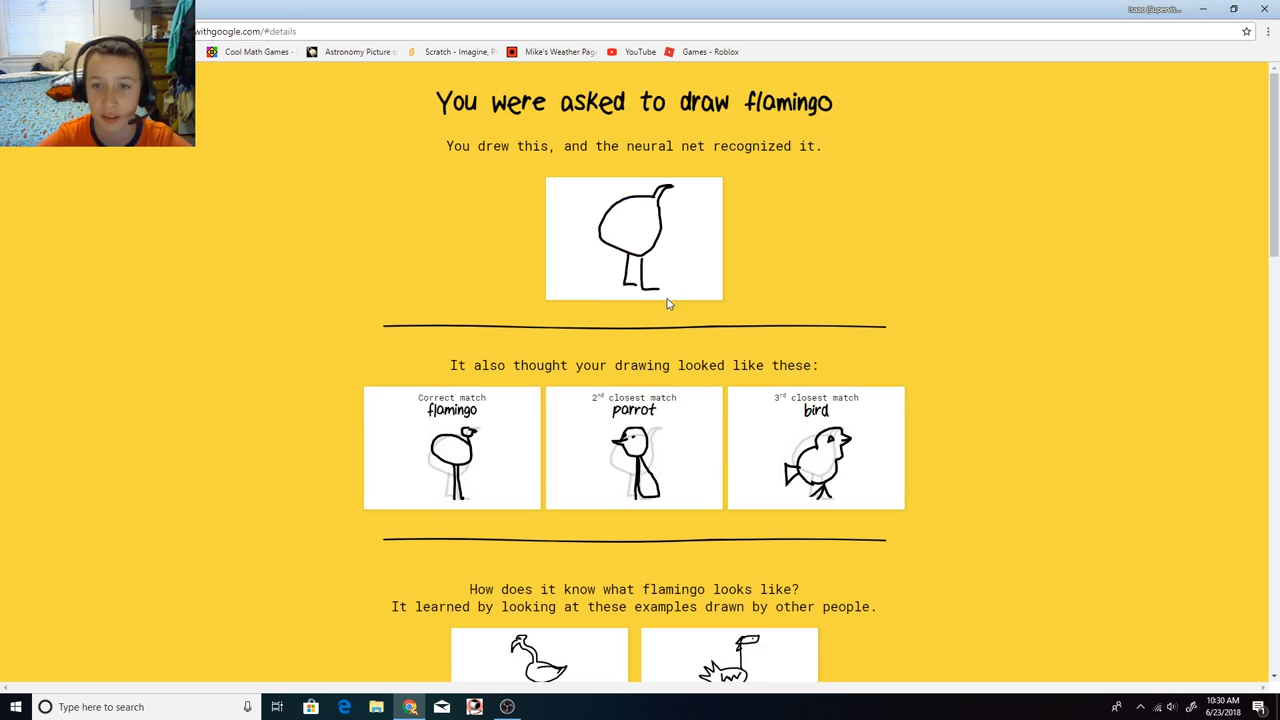 Isaac (Supervis...
withgoogle.com/#details
Cool Math Games -
Astronomy Picture o
Scratch - Imagine, P
Mike's Weather Pag
YouTube
Games - Roblox
You were asked to draw flamingo
You drew this, and the neural net recognized it.
It also thought your drawing looked like these:
Correct match
flamingo
2nd closest match
parrot
3rd closest match
bird
How does it know what flamingo looks like?
It learned by looking at these examples drawn by other people.
Type here to search
10:30 AM
6/23/2018